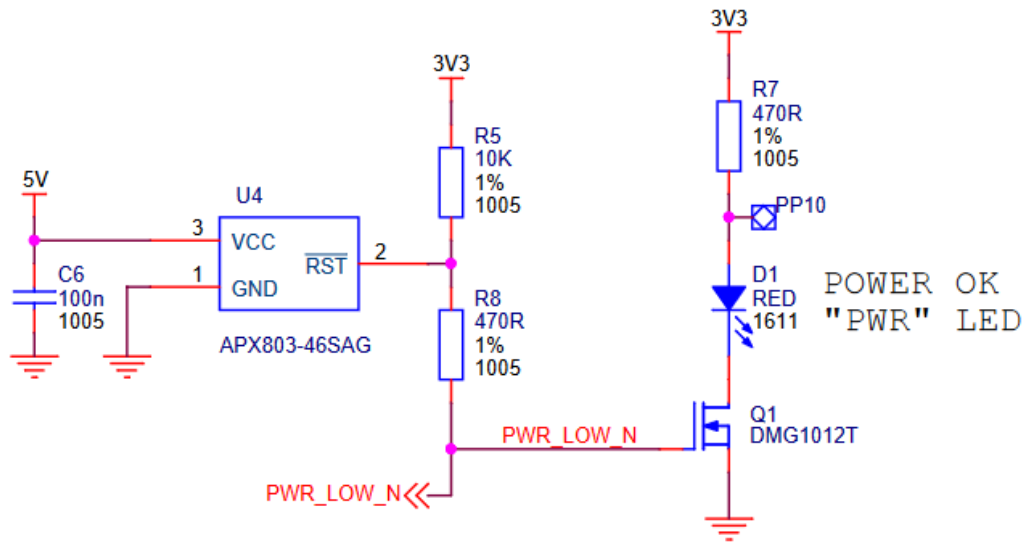 3V3
R7
470R
1%
1005
3V3
R5
10K
1%
1005
5V
U4
3
VCC
RST
2
1
GND
C6
100n
1005
APX803-46SAG
R8
470R
1%
1005
PP10
D1
RED
1611
POWER OK
"PWR" LED
Q1
DMG1012T
PWR_LOW_N
PWR_LOW_N